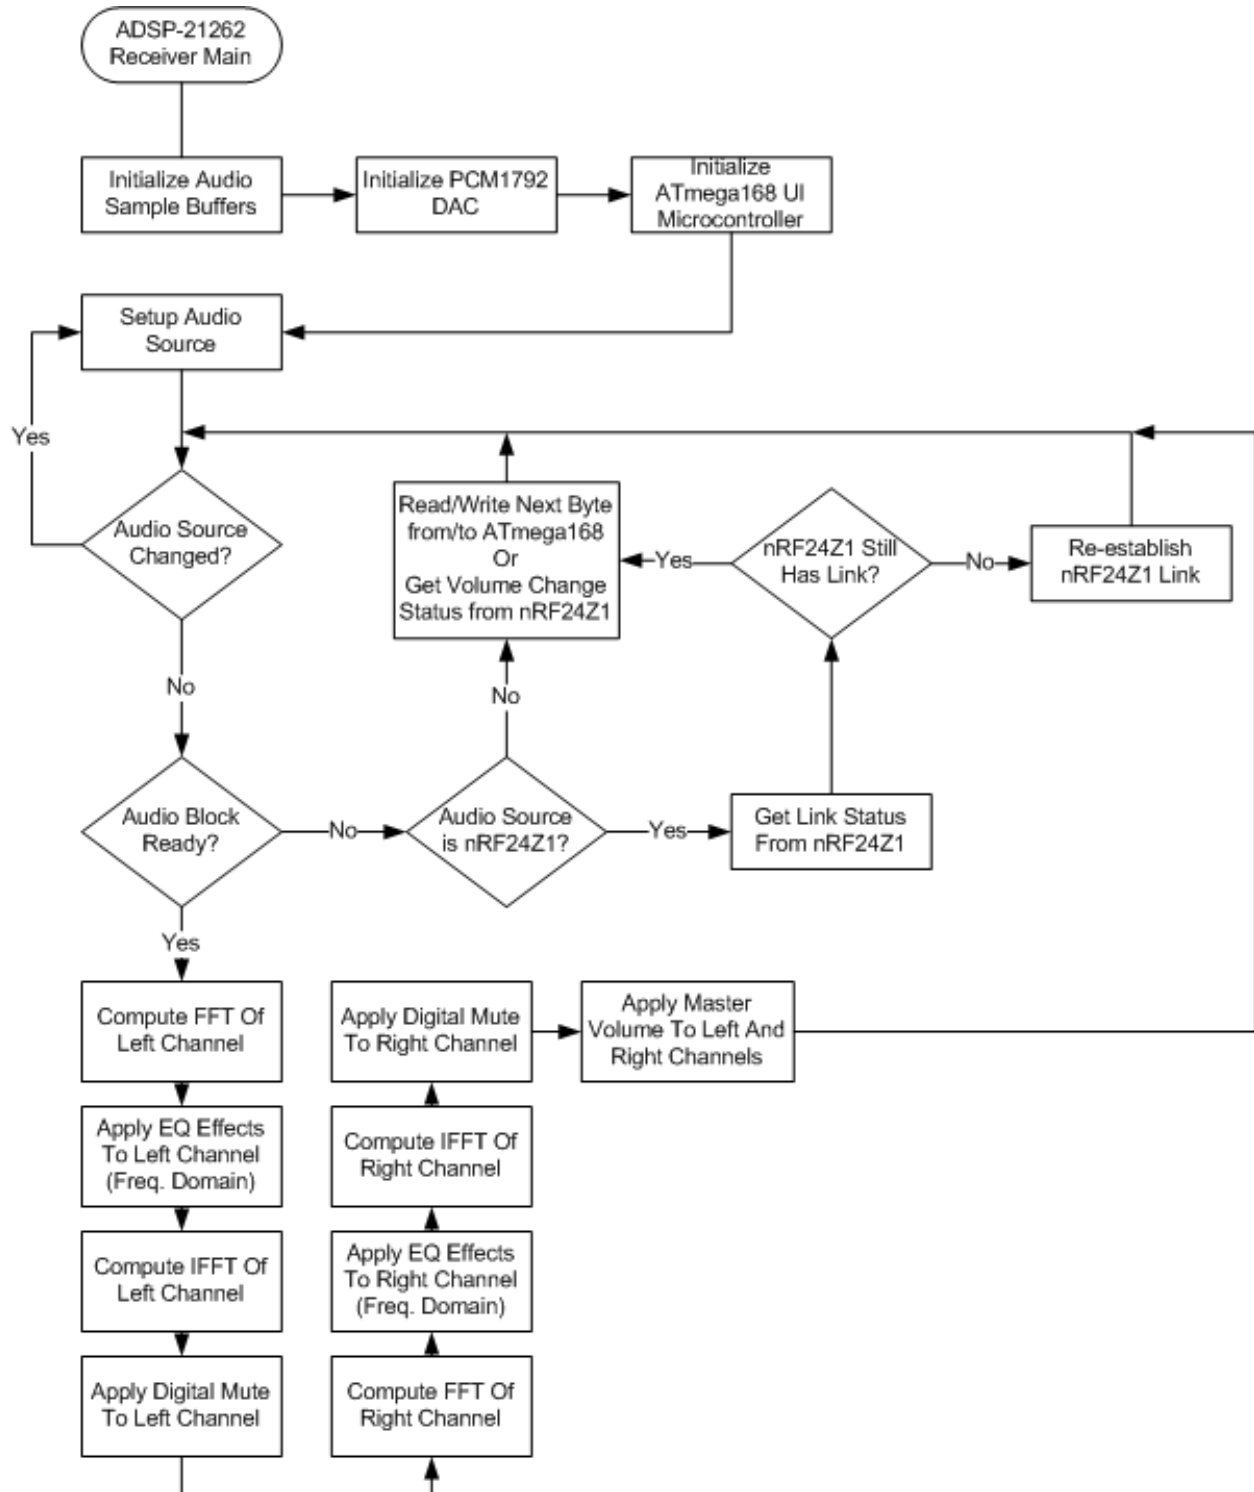 ADSP-21262
Receiver Main
Initialize Audio
Sample Buffers
Initialize PCM1792
DAC
Initialize
ATmega168 UI
Microcontroller
Setup Audio
Source
Yes
Audio Source
Changed?
Read/Write Next Byte
from/to ATmega168
Or
Get Volume Change
Status from nRF24Z1
Yes
nRF24Z1 Still
Has Link?
No
Re-establish
nRF24Z1 Link
No
No
Audio Block
Ready?
No
Audio Source
is nRF24Z1?
Yes
Get Link Status
From nRF24Z1
Yes
Compute FFT Of
Left Channel
Apply Digital Mute
To Right Channel
Apply Master
Volume To Left And
Right Channels
Apply EQ Effects
To Left Channel
(Freq. Domain)
Compute IFFT Of
Right Channel
Compute IFFT Of
Left Channel
Apply EQ Effects
To Right Channel
(Freq. Domain)
Apply Digital Mute
To Left Channel
Compute FFT Of
Right Channel